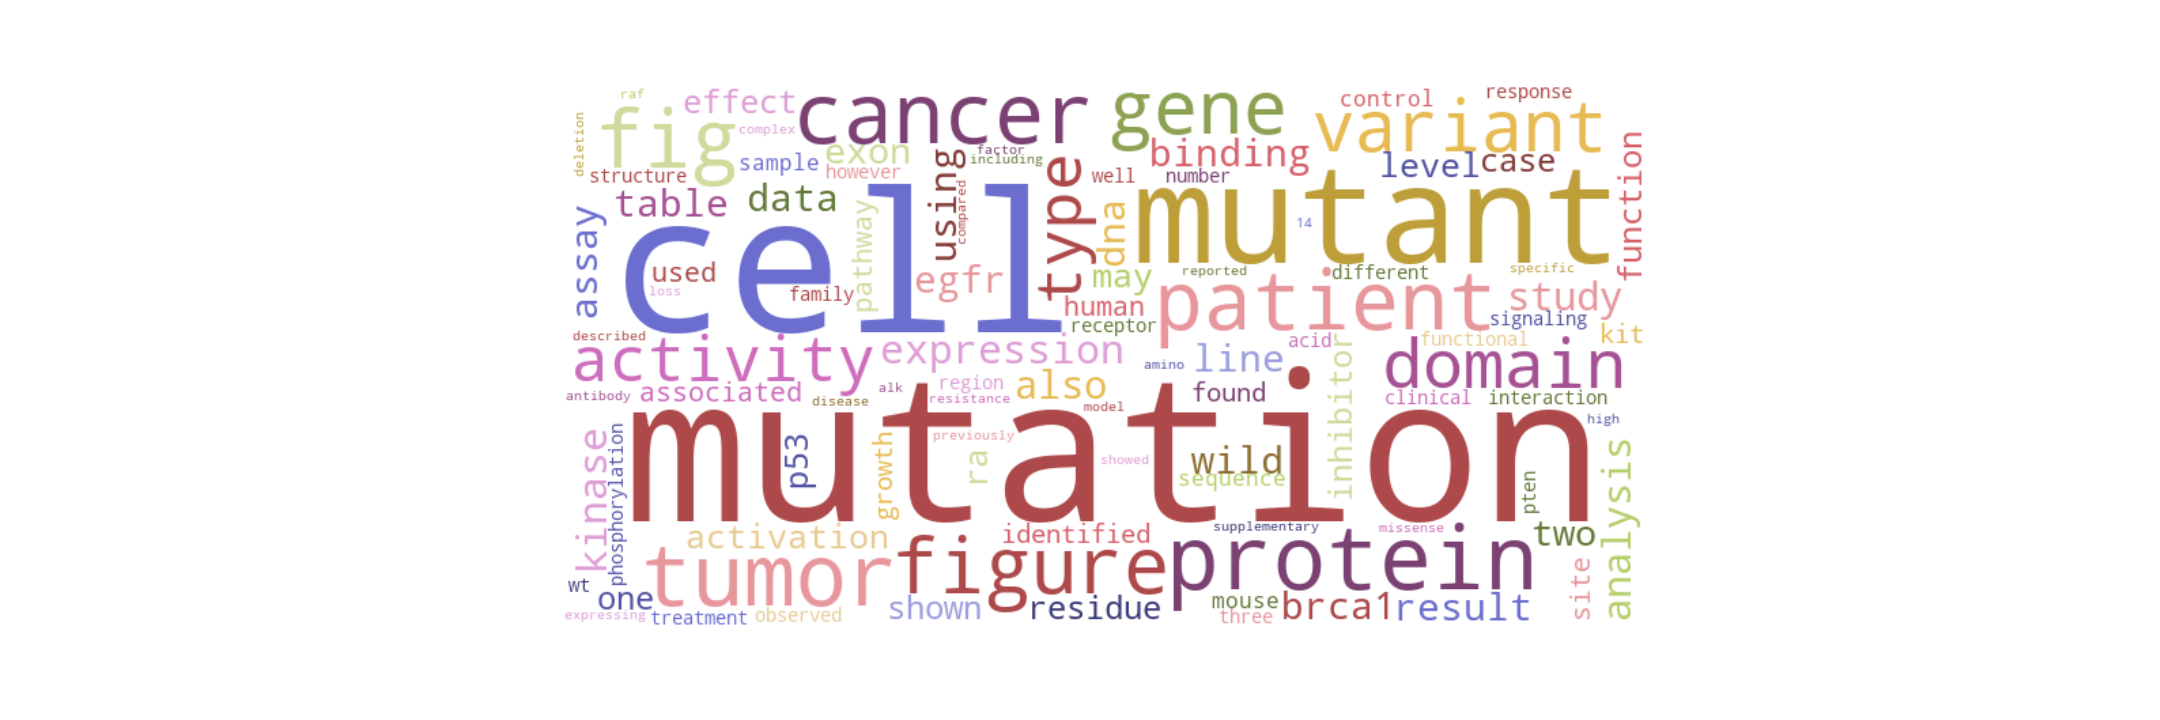 raf
effect
cancer
gene
control
response
deletion
fig
complex
variant
factor
including
sample
exon
however
using
compared
type
binding
level
case
function
structure
well
number
table
data
assay
cell
pathway
dna
mutant
14
used
loss
family
egfr
may
reported
different
specific
human
patient
study
receptor
signaling
described
activity
expression
amino
line
acid
functional
kit
inhibitor
domain
antibody
associated
disease
alk
region
resistance
also
model
found
clinical
interaction
high
kinase
phosphorylation
mutation
p53
growth
previously
ra
showed
wild
sequence
pten
analysis
activation
identified
supplementary
missense
two
wt
one
tumor
figure
protein
site
expressing
treatment
observed
shown
residue
mouse
three
brca1
result